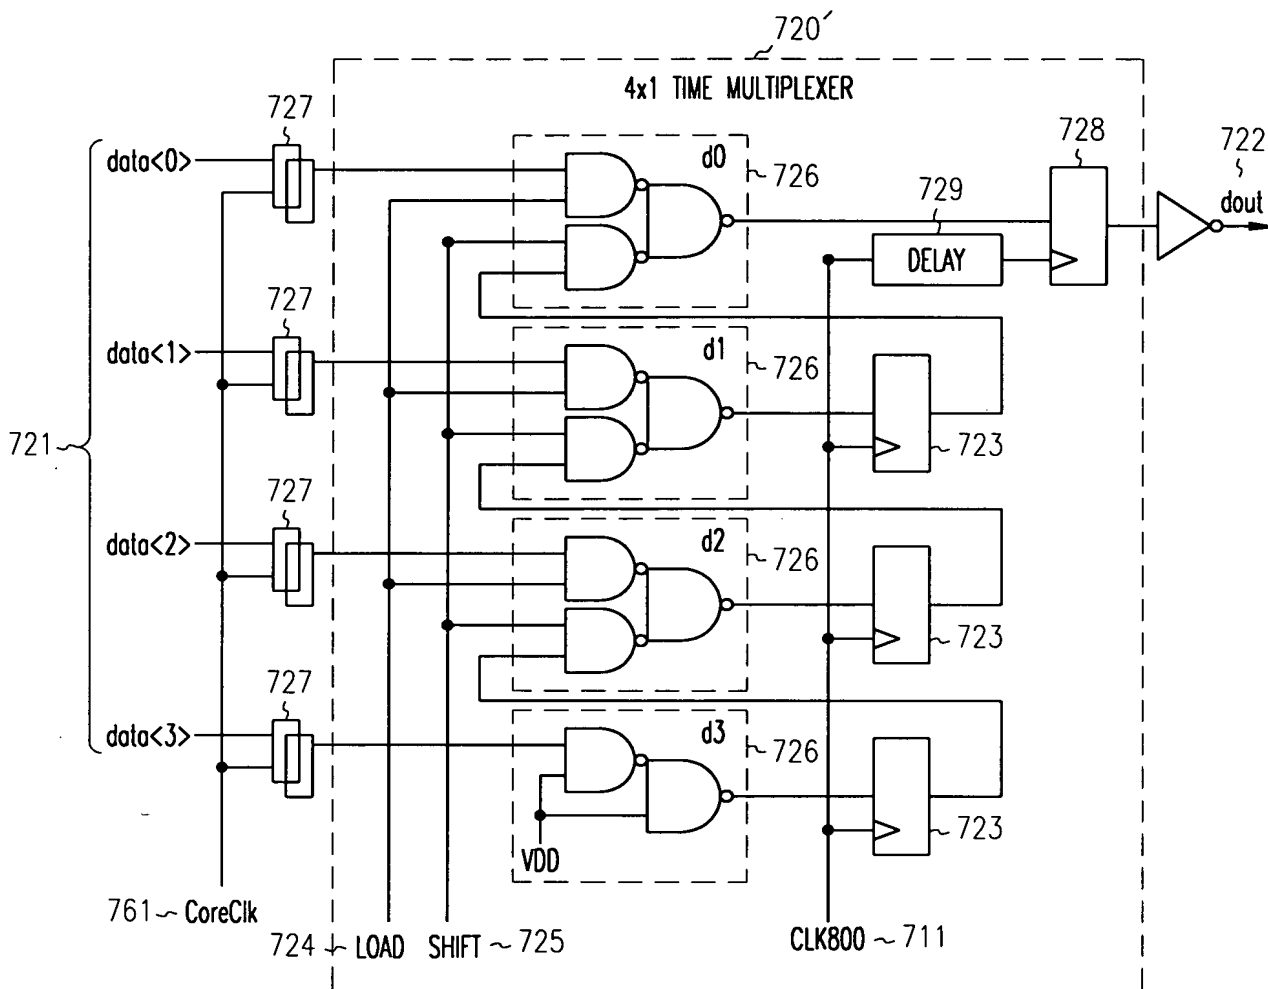 720′
4x1 TIME MULTIPLEXER
727
data<0>
d0
726
728
722
dout
729
DELAY
727
data<1>
d1
726
723
721
727
data<2>
d2
726
723
727
data<3>
d3
726
723
VDD
761 CoreClk
724 LOAD SHIFT 725
CLK800 711